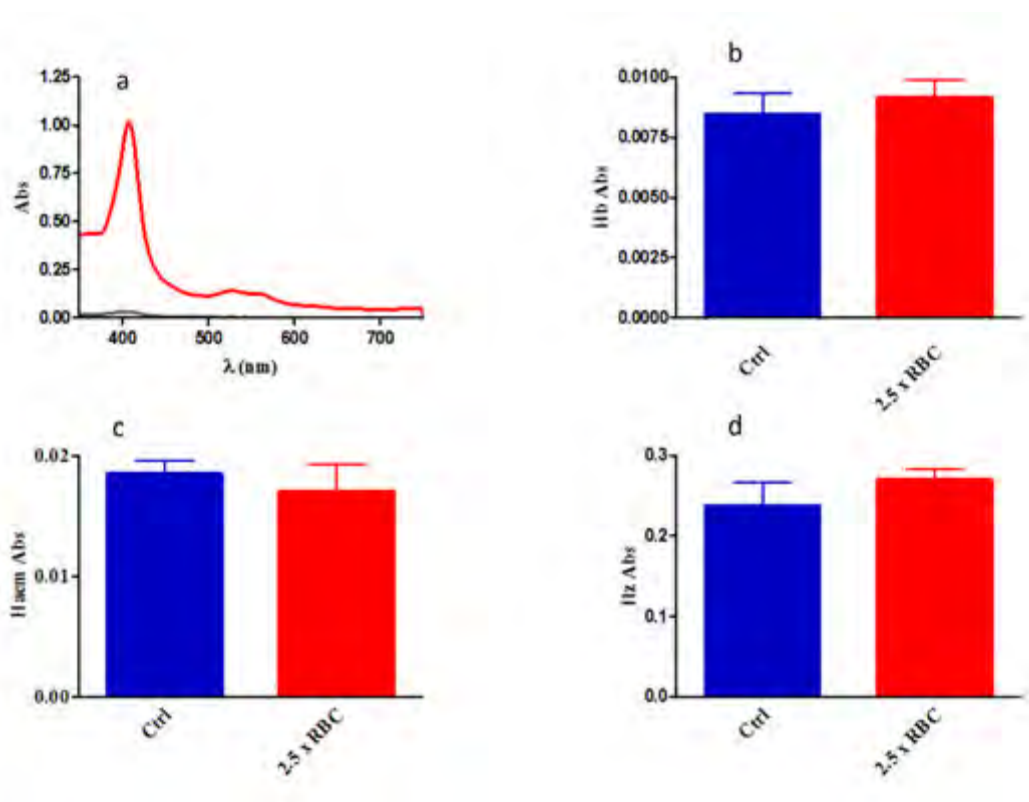 a
1.25
1.00
0.75
0.50
0.25
0.00
Abs
400 500 600 700
λ (nm)
b
0.0100
0.0075
0.0050
0.0025
0.0000
Hb Abs
Ctrl
2.5 x RBC
c
0.02
0.01
0.00
Haem Abs
Ctrl
2.5 x RBC
d
0.3
0.2
0.1
0.0
Hz Abs
Ctrl
2.5 x RBC